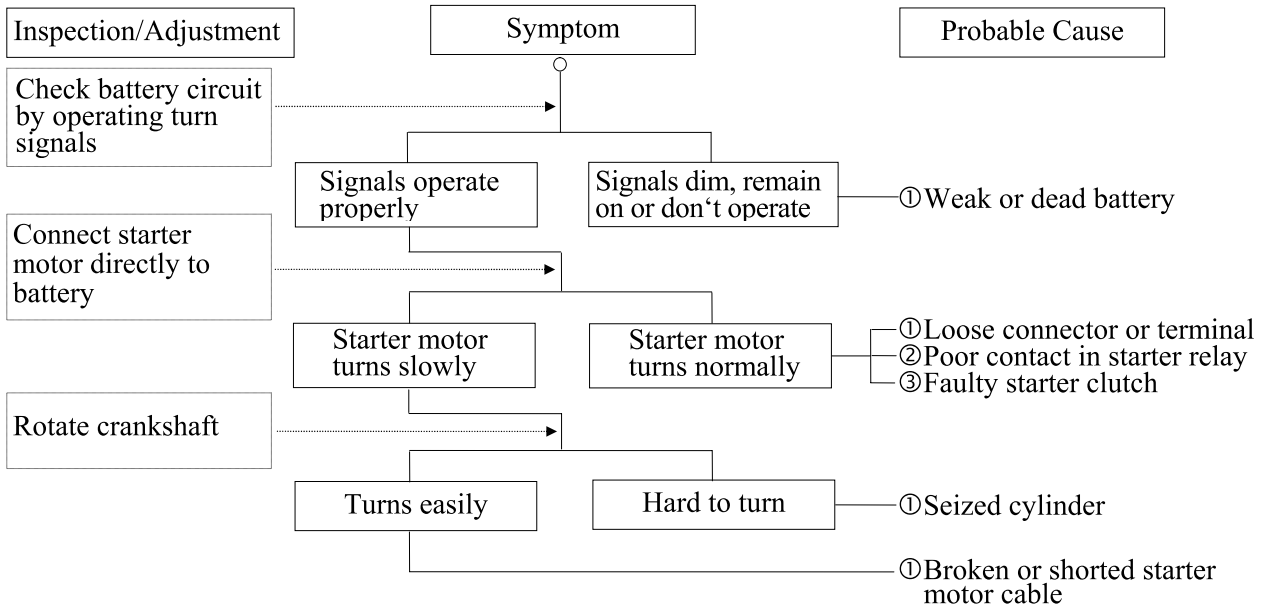 Inspection/Adjustment
Symptom
Probable Cause
Check battery circuit
by operating turn
signals
Signals operate
properly
Signals dim, remain
on or don‘t operate
①Weak or dead battery
Connect starter
motor directly to
battery
Starter motor
turns slowly
Starter motor
turns normally
①Loose connector or terminal
②Poor contact in starter relay
③Faulty starter clutch
Rotate crankshaft
Turns easily
Hard to turn
①Seized cylinder
①Broken or shorted starter
motor cable